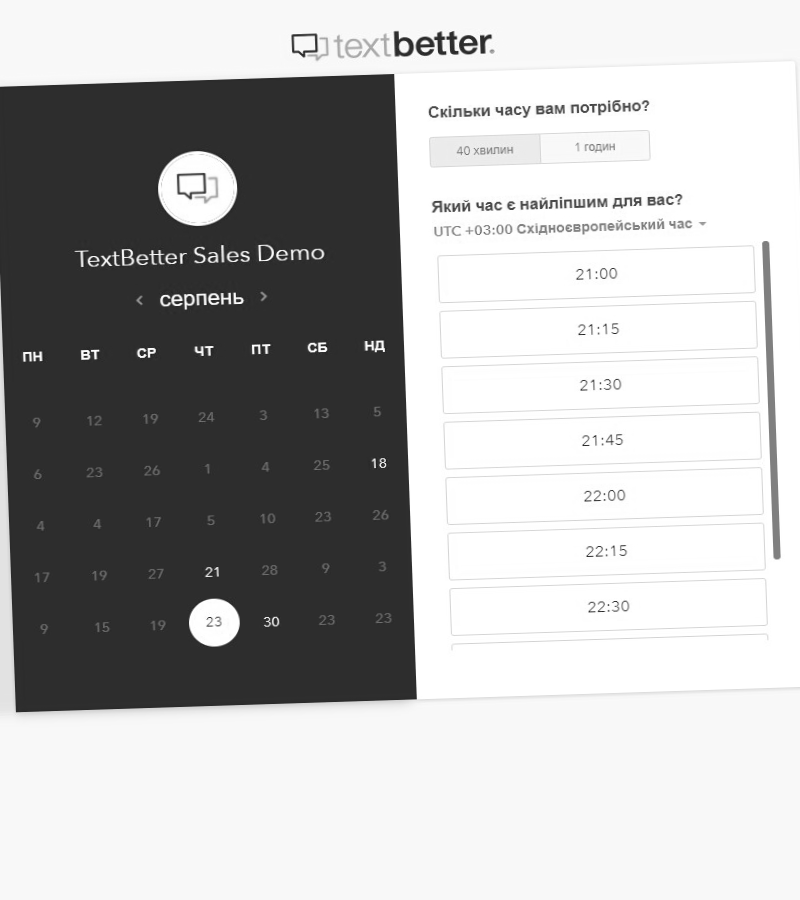 textbetter.
TextBetter Sales Demo
серпень
ПН ВТ СР ЧТ ПТ СБ НД
9 12 19 24 3 13 5
6 23 26 1 4 25 18
4 4 17 5 10 23 26
17 19 27 21 28 9 3
9 15 19 23 30 23 23
Скільки часу вам потрібно?
40 хвилин 1 годин
Який час є найліпшим для вас?
UTC +03:00 Східноєвропейський час
21:00
21:15
21:30
21:45
22:00
22:15
22:30